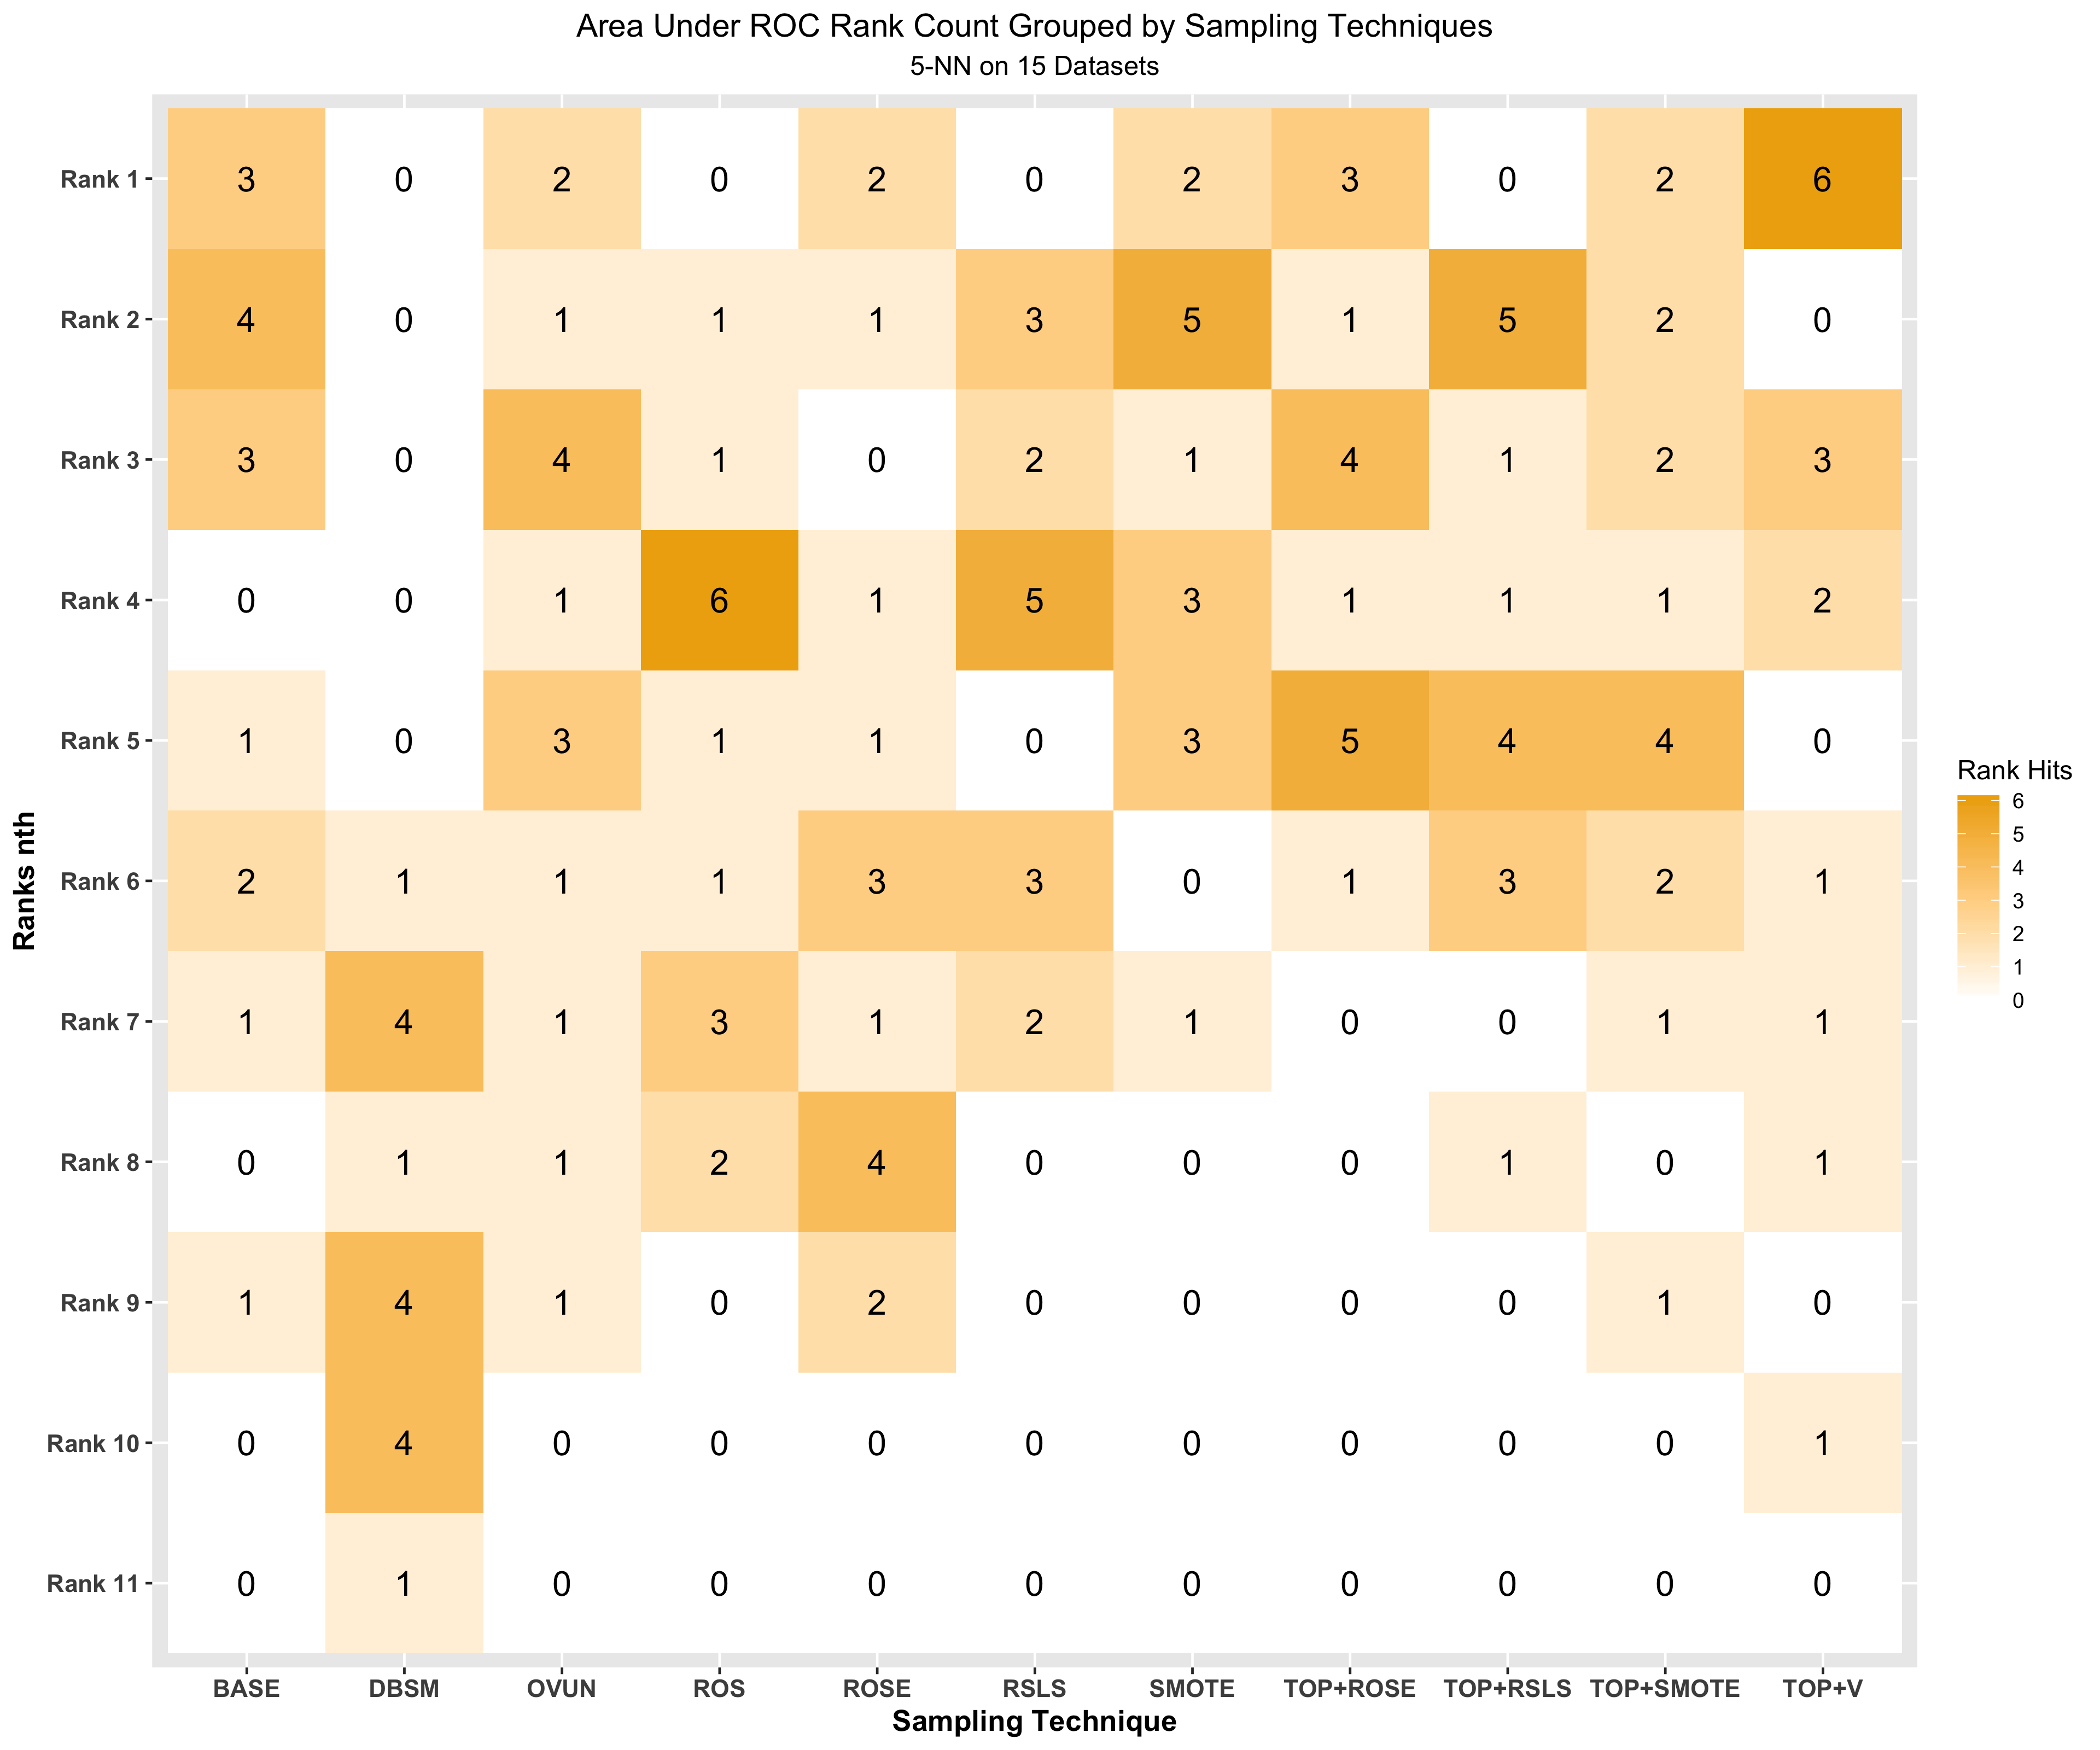 Area Under ROC Rank Count Grouped by Sampling Techniques
5-NN on 15 Datasets
Ranks nth
Rank 1 3 0 2 0 2 0 2 3 0 2 6
Rank 2 4 0 1 1 1 3 5 1 5 2 0
Rank 3 3 0 4 1 0 2 1 4 1 2 3
Rank 4 0 0 1 6 1 5 3 1 1 1 2
Rank 5 1 0 3 1 1 0 3 5 4 4 0
Rank 6 2 1 1 1 3 3 0 1 3 2 1
Rank 7 1 4 1 3 1 2 1 0 0 1 1
Rank 8 0 1 1 2 4 0 0 0 1 0 1
Rank 9 1 4 1 0 2 0 0 0 0 1 0
Rank 10 0 4 0 0 0 0 0 0 0 0 1
Rank 11 0 1 0 0 0 0 0 0 0 0 0
BASE DBSM OVUN ROS ROSE RSLS SMOTE TOP+ROSE TOP+RSLS TOP+SMOTE TOP+V
Sampling Technique
Rank Hits
6
5
4
3
2
1
0